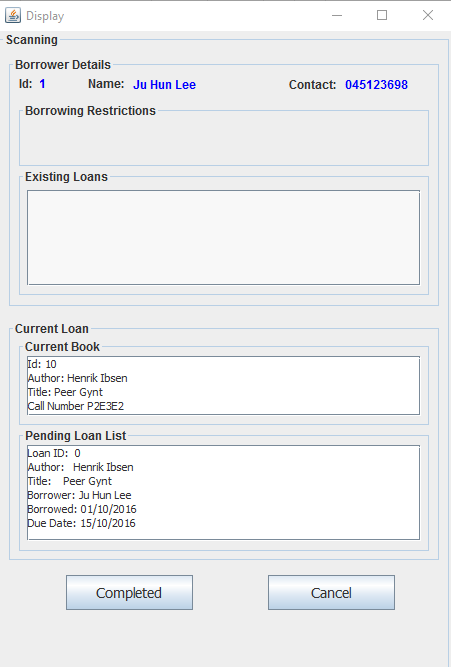 Display
Scanning
Borrower Details
Id: 1 Name: Ju Hun Lee Contact: 045123698
Borrowing Restrictions
Existing Loans
Current Loan
Current Book
Id: 10
Author: Henrik Ibsen
Title: Peer Gynt
Call Number P2E3E2
Pending Loan List
Loan ID: 0
Author: Henrik Ibsen
Title: Peer Gynt
Borrower: Ju Hun Lee
Borrowed: 01/10/2016
Due Date: 15/10/2016
Completed Cancel